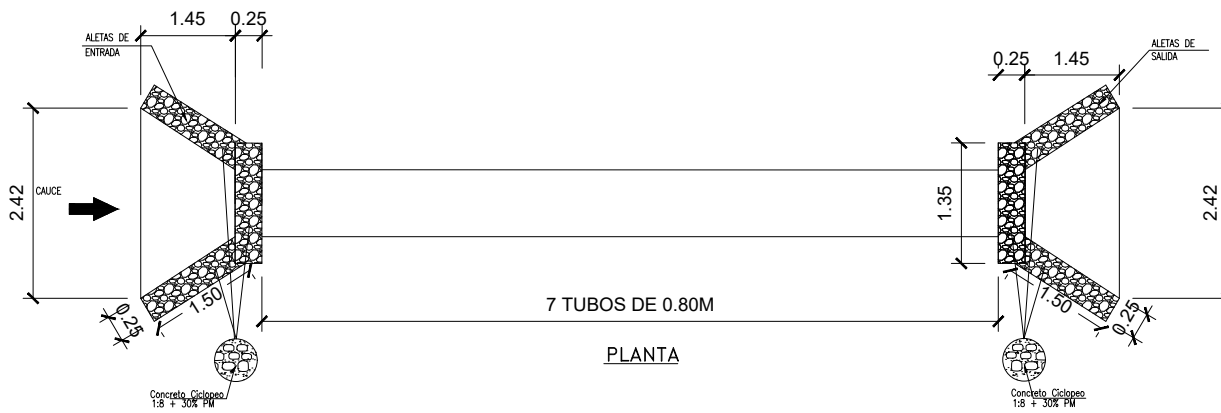 1.45
0.25
ALETAS DE
ENTRADA
2.42
CAUCE
0.25
1.50
Concreto Ciclopeo
1:8 + 30% PM
7 TUBOS DE 0.80M
PLANTA
0.25
1.45
ALETAS DE
SALIDA
1.35
2.42
1.50
0.25
Concreto Ciclopeo
1:8 + 30% PM